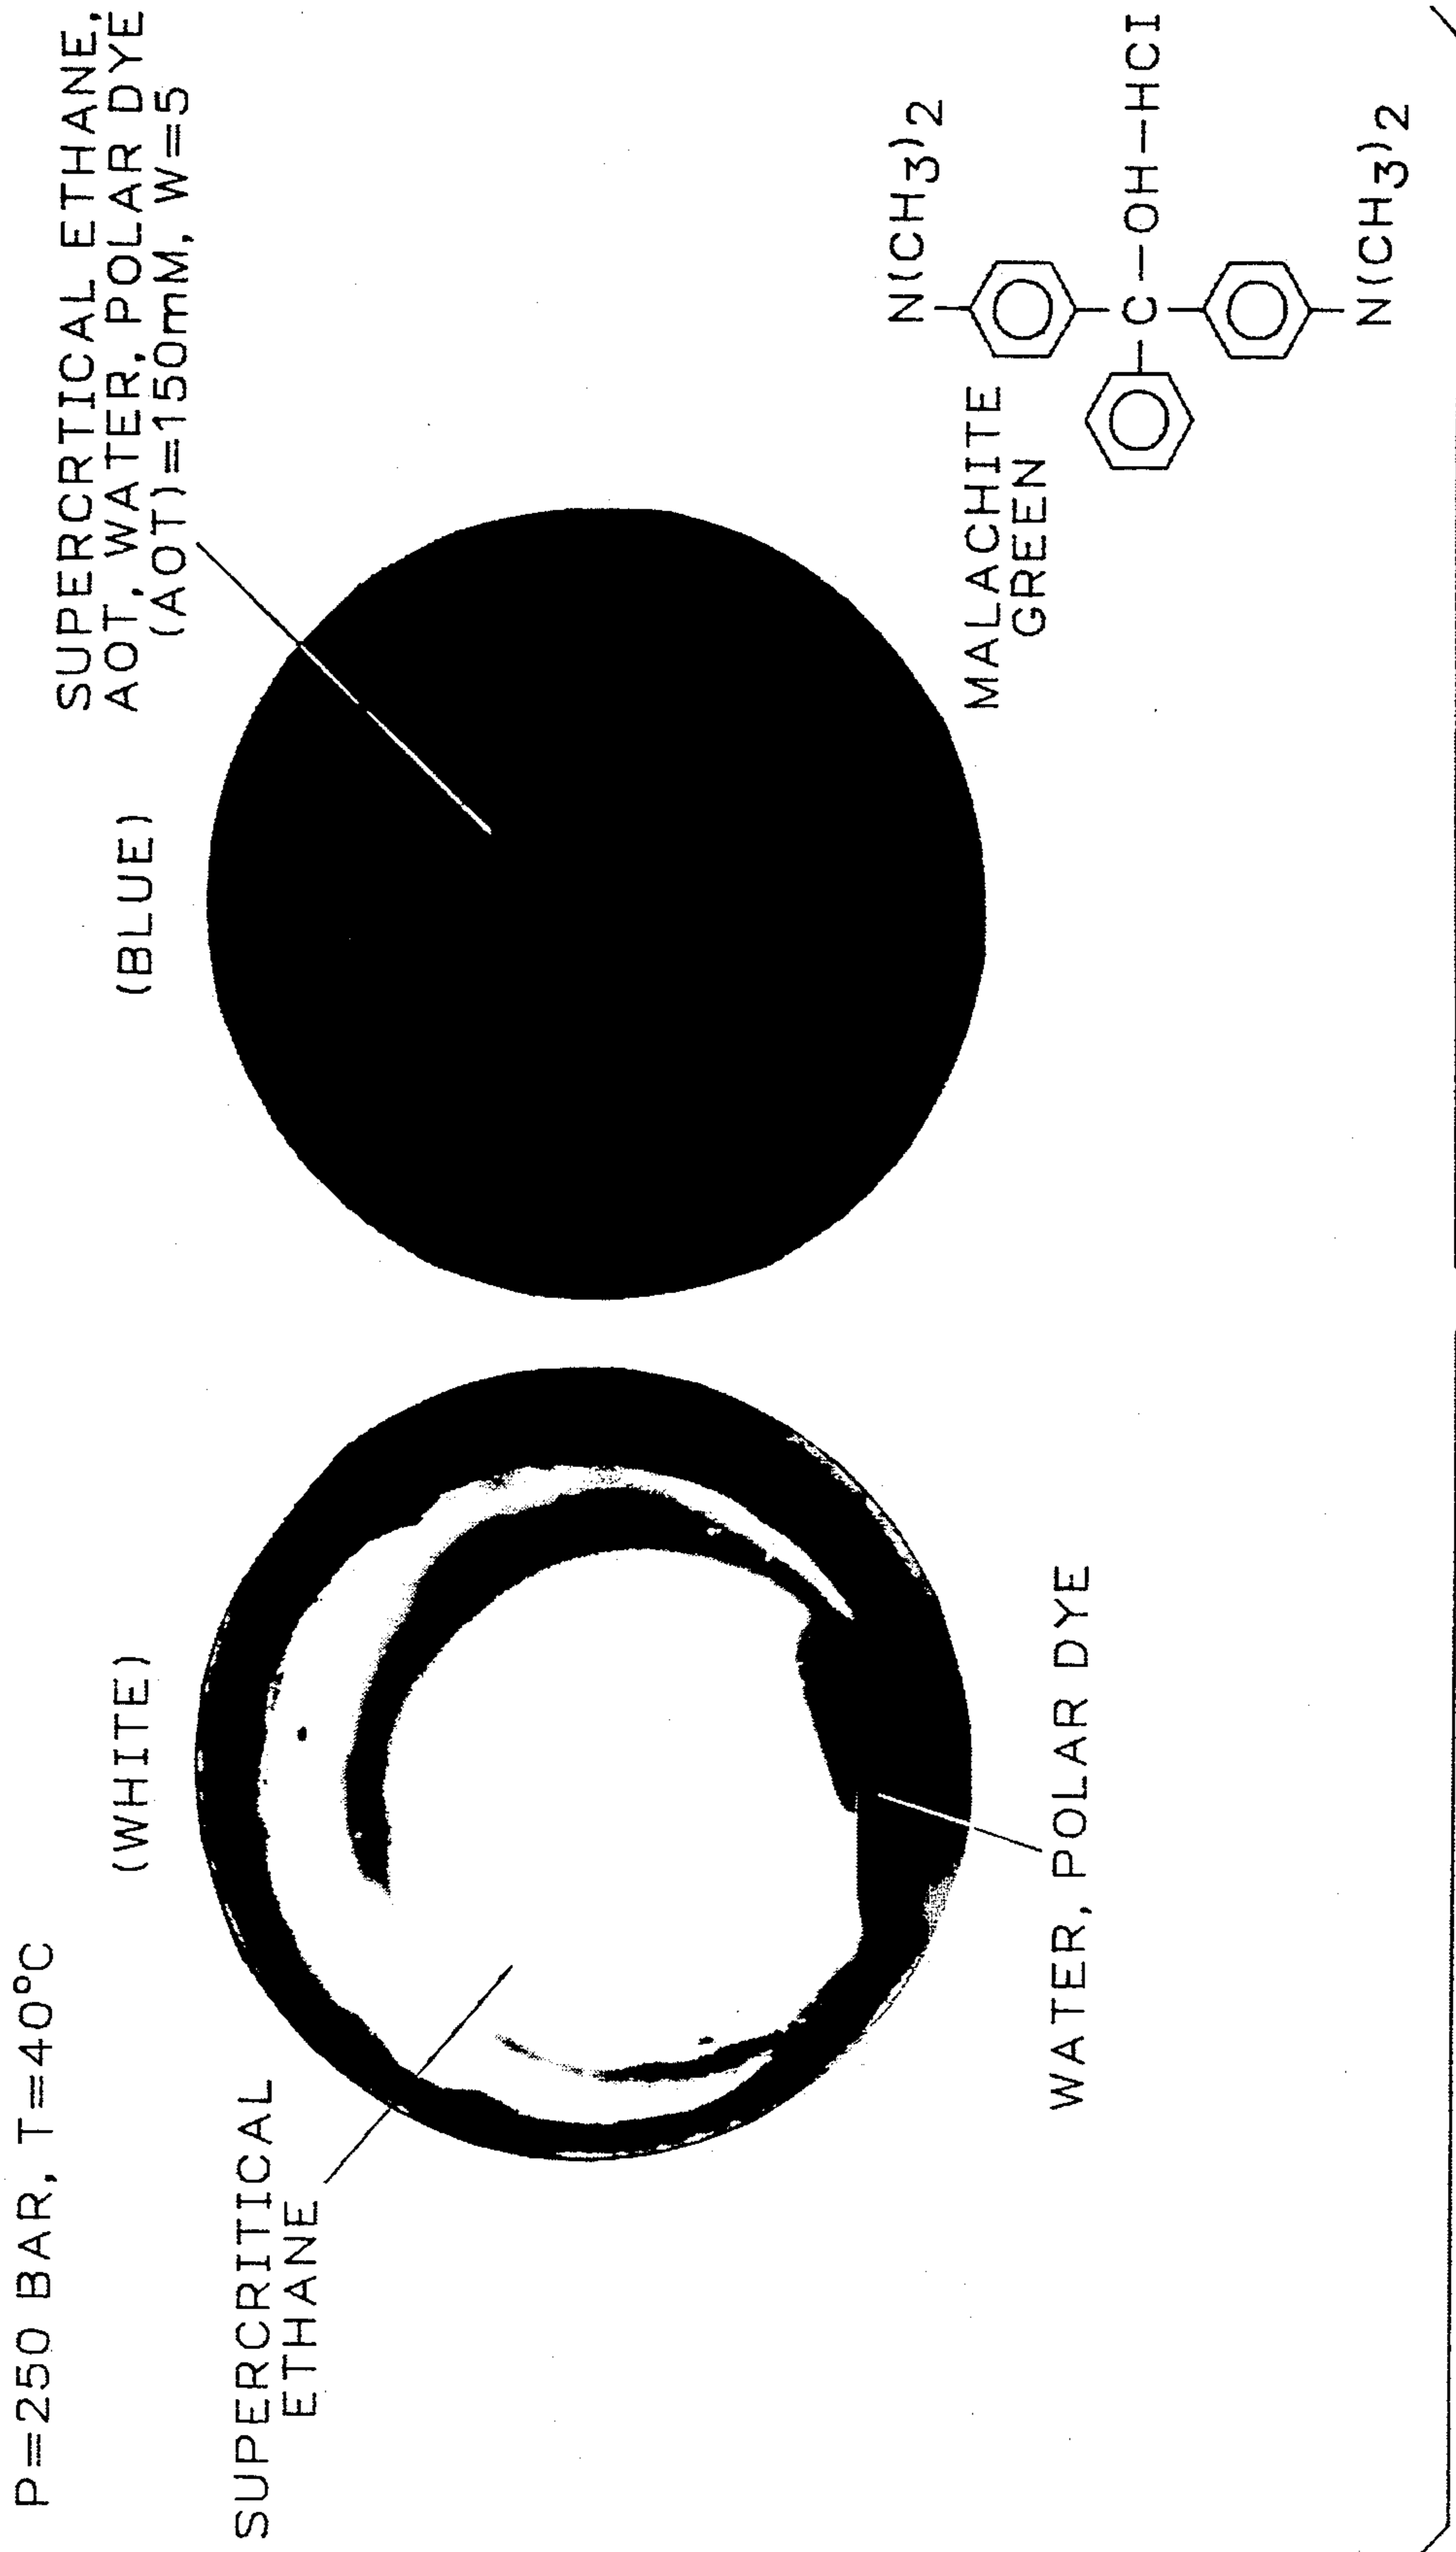 P=250 BAR, T=40°C
(WHITE)
(BLUE)
SUPERCRITICAL
ETHANE
SUPERCRTICAL ETHANE,
AOT, WATER, POLAR DYE
(AOT)=150mM, W=5
WATER, POLAR DYE
MALACHITE
GREEN
N(CH3)2
C—OH—HCl
N(CH3)2